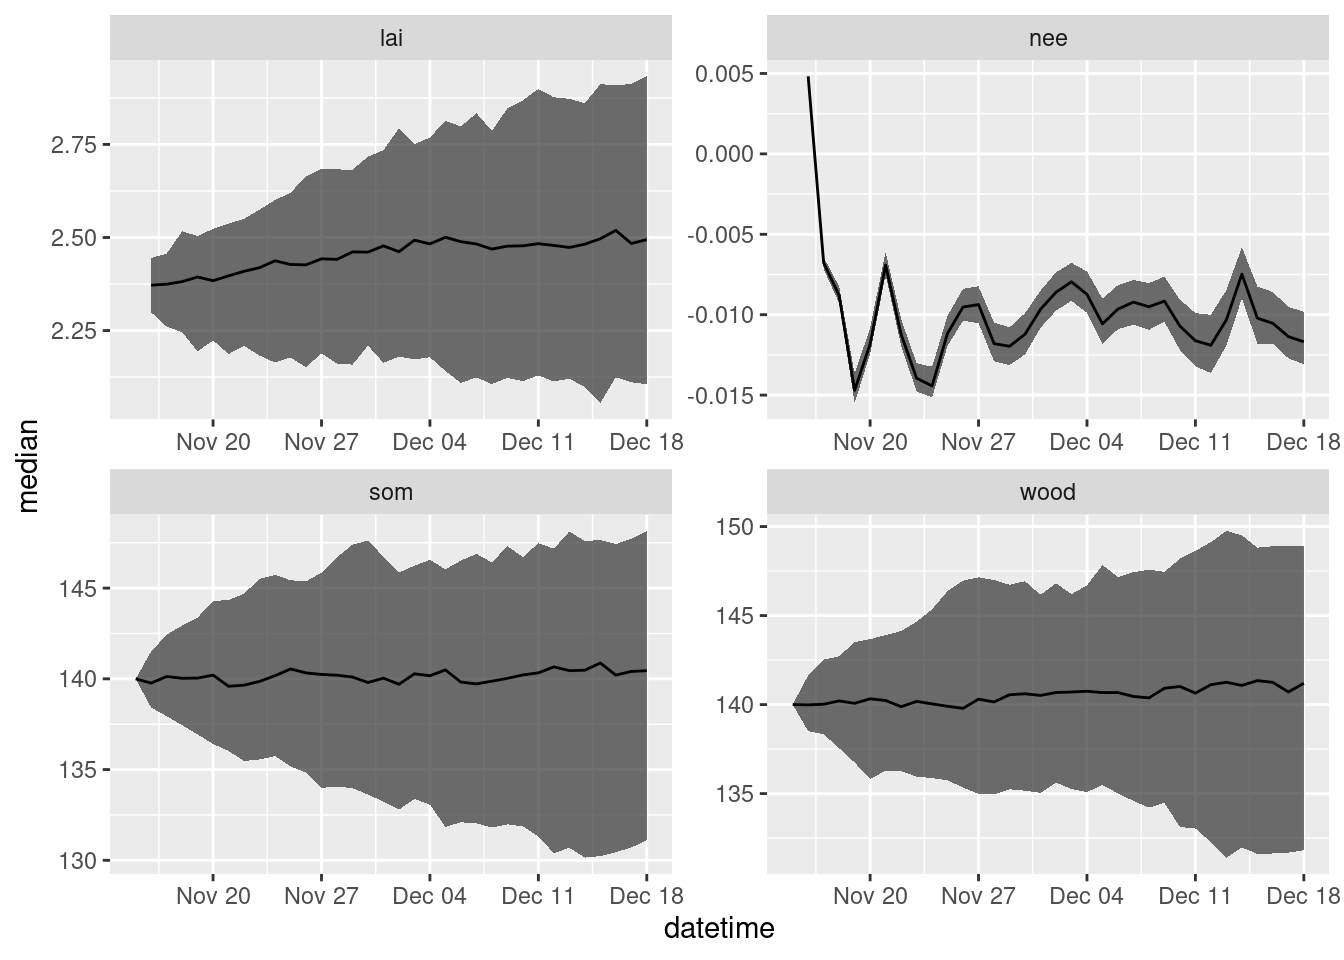 lai
nee
2.75
2.50
2.25
0.005
0.000
-0.005
-0.010
-0.015
Nov 20 Nov 27 Dec 04 Dec 11 Dec 18
Nov 20 Nov 27 Dec 04 Dec 11 Dec 18
median
som
wood
145
140
135
130
150
145
140
135
Nov 20 Nov 27 Dec 04 Dec 11 Dec 18
Nov 20 Nov 27 Dec 04 Dec 11 Dec 18
datetime